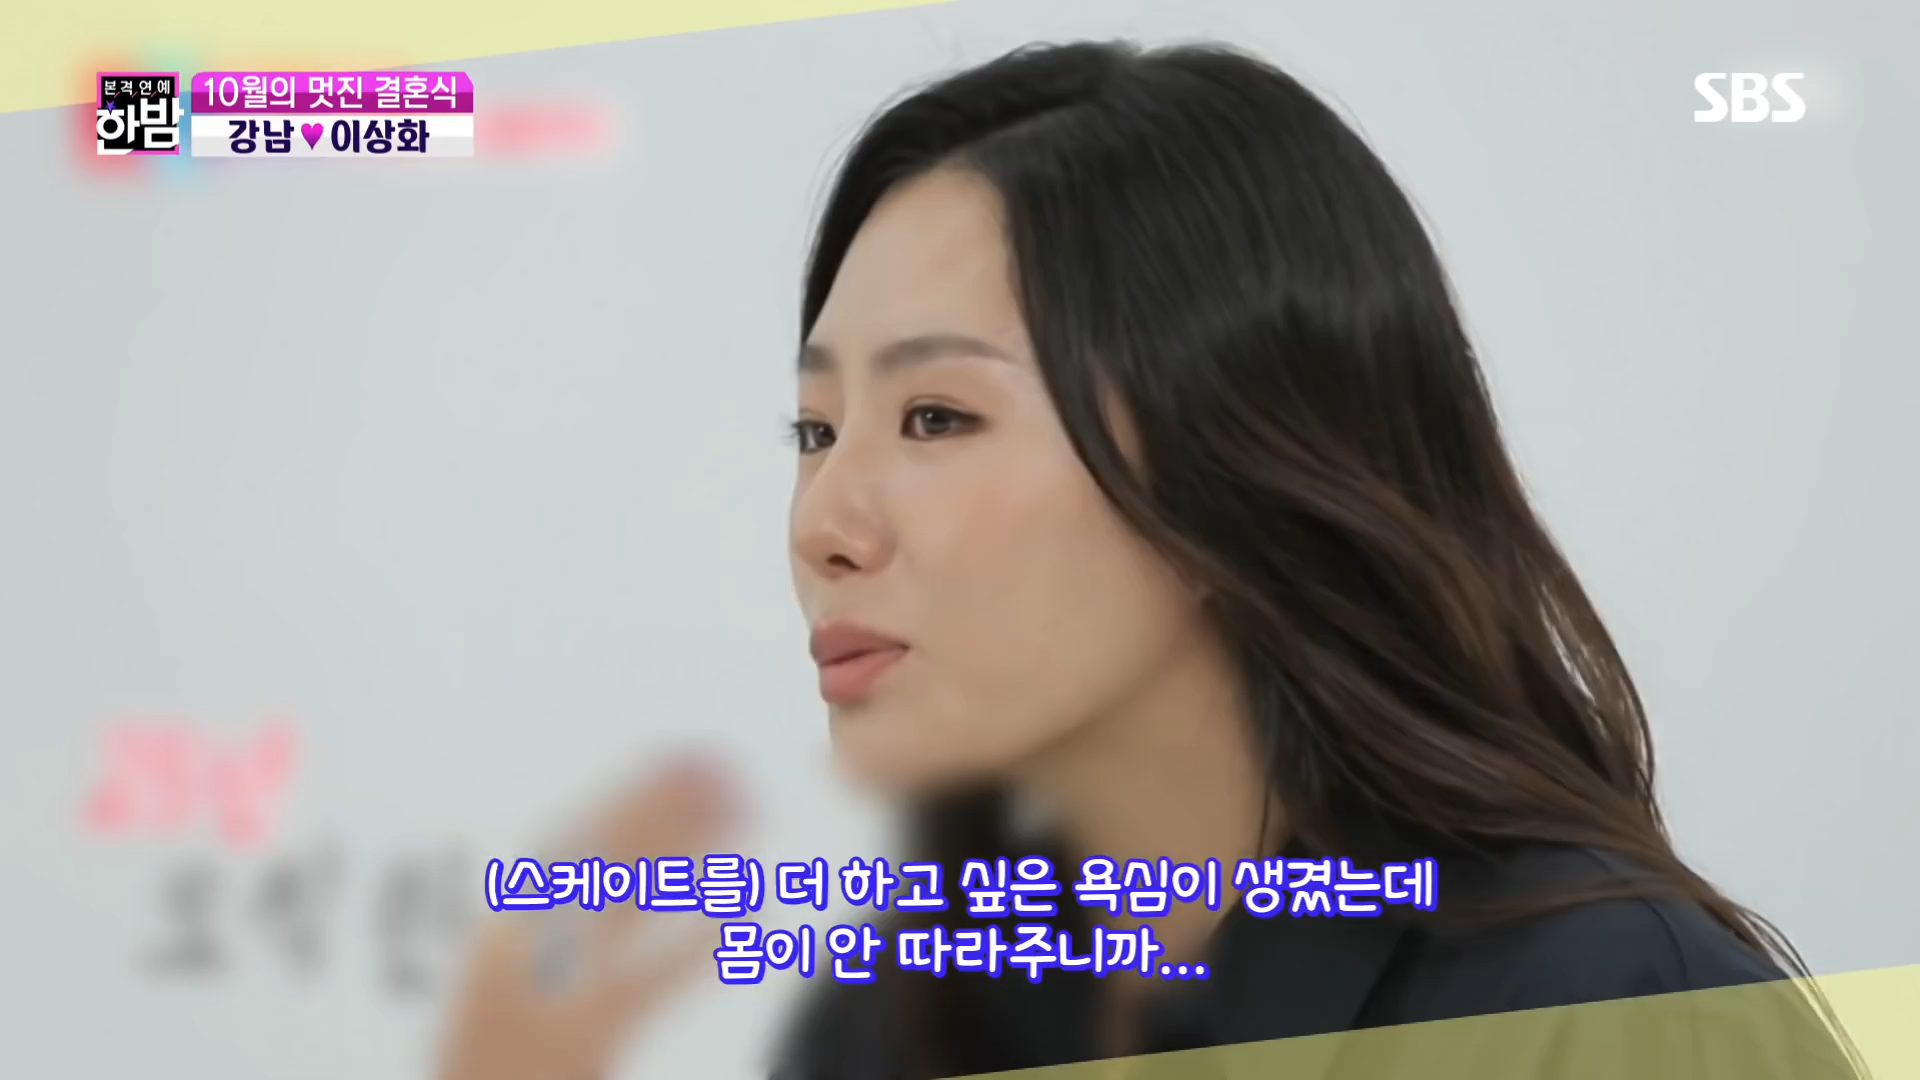 본격연예
한밤
10월의 멋진 결혼식
강남♥이상화
SBS
(스케이트를) 더 하고 싶은 욕심이 생겼는데
몸이 안 따라주니까...